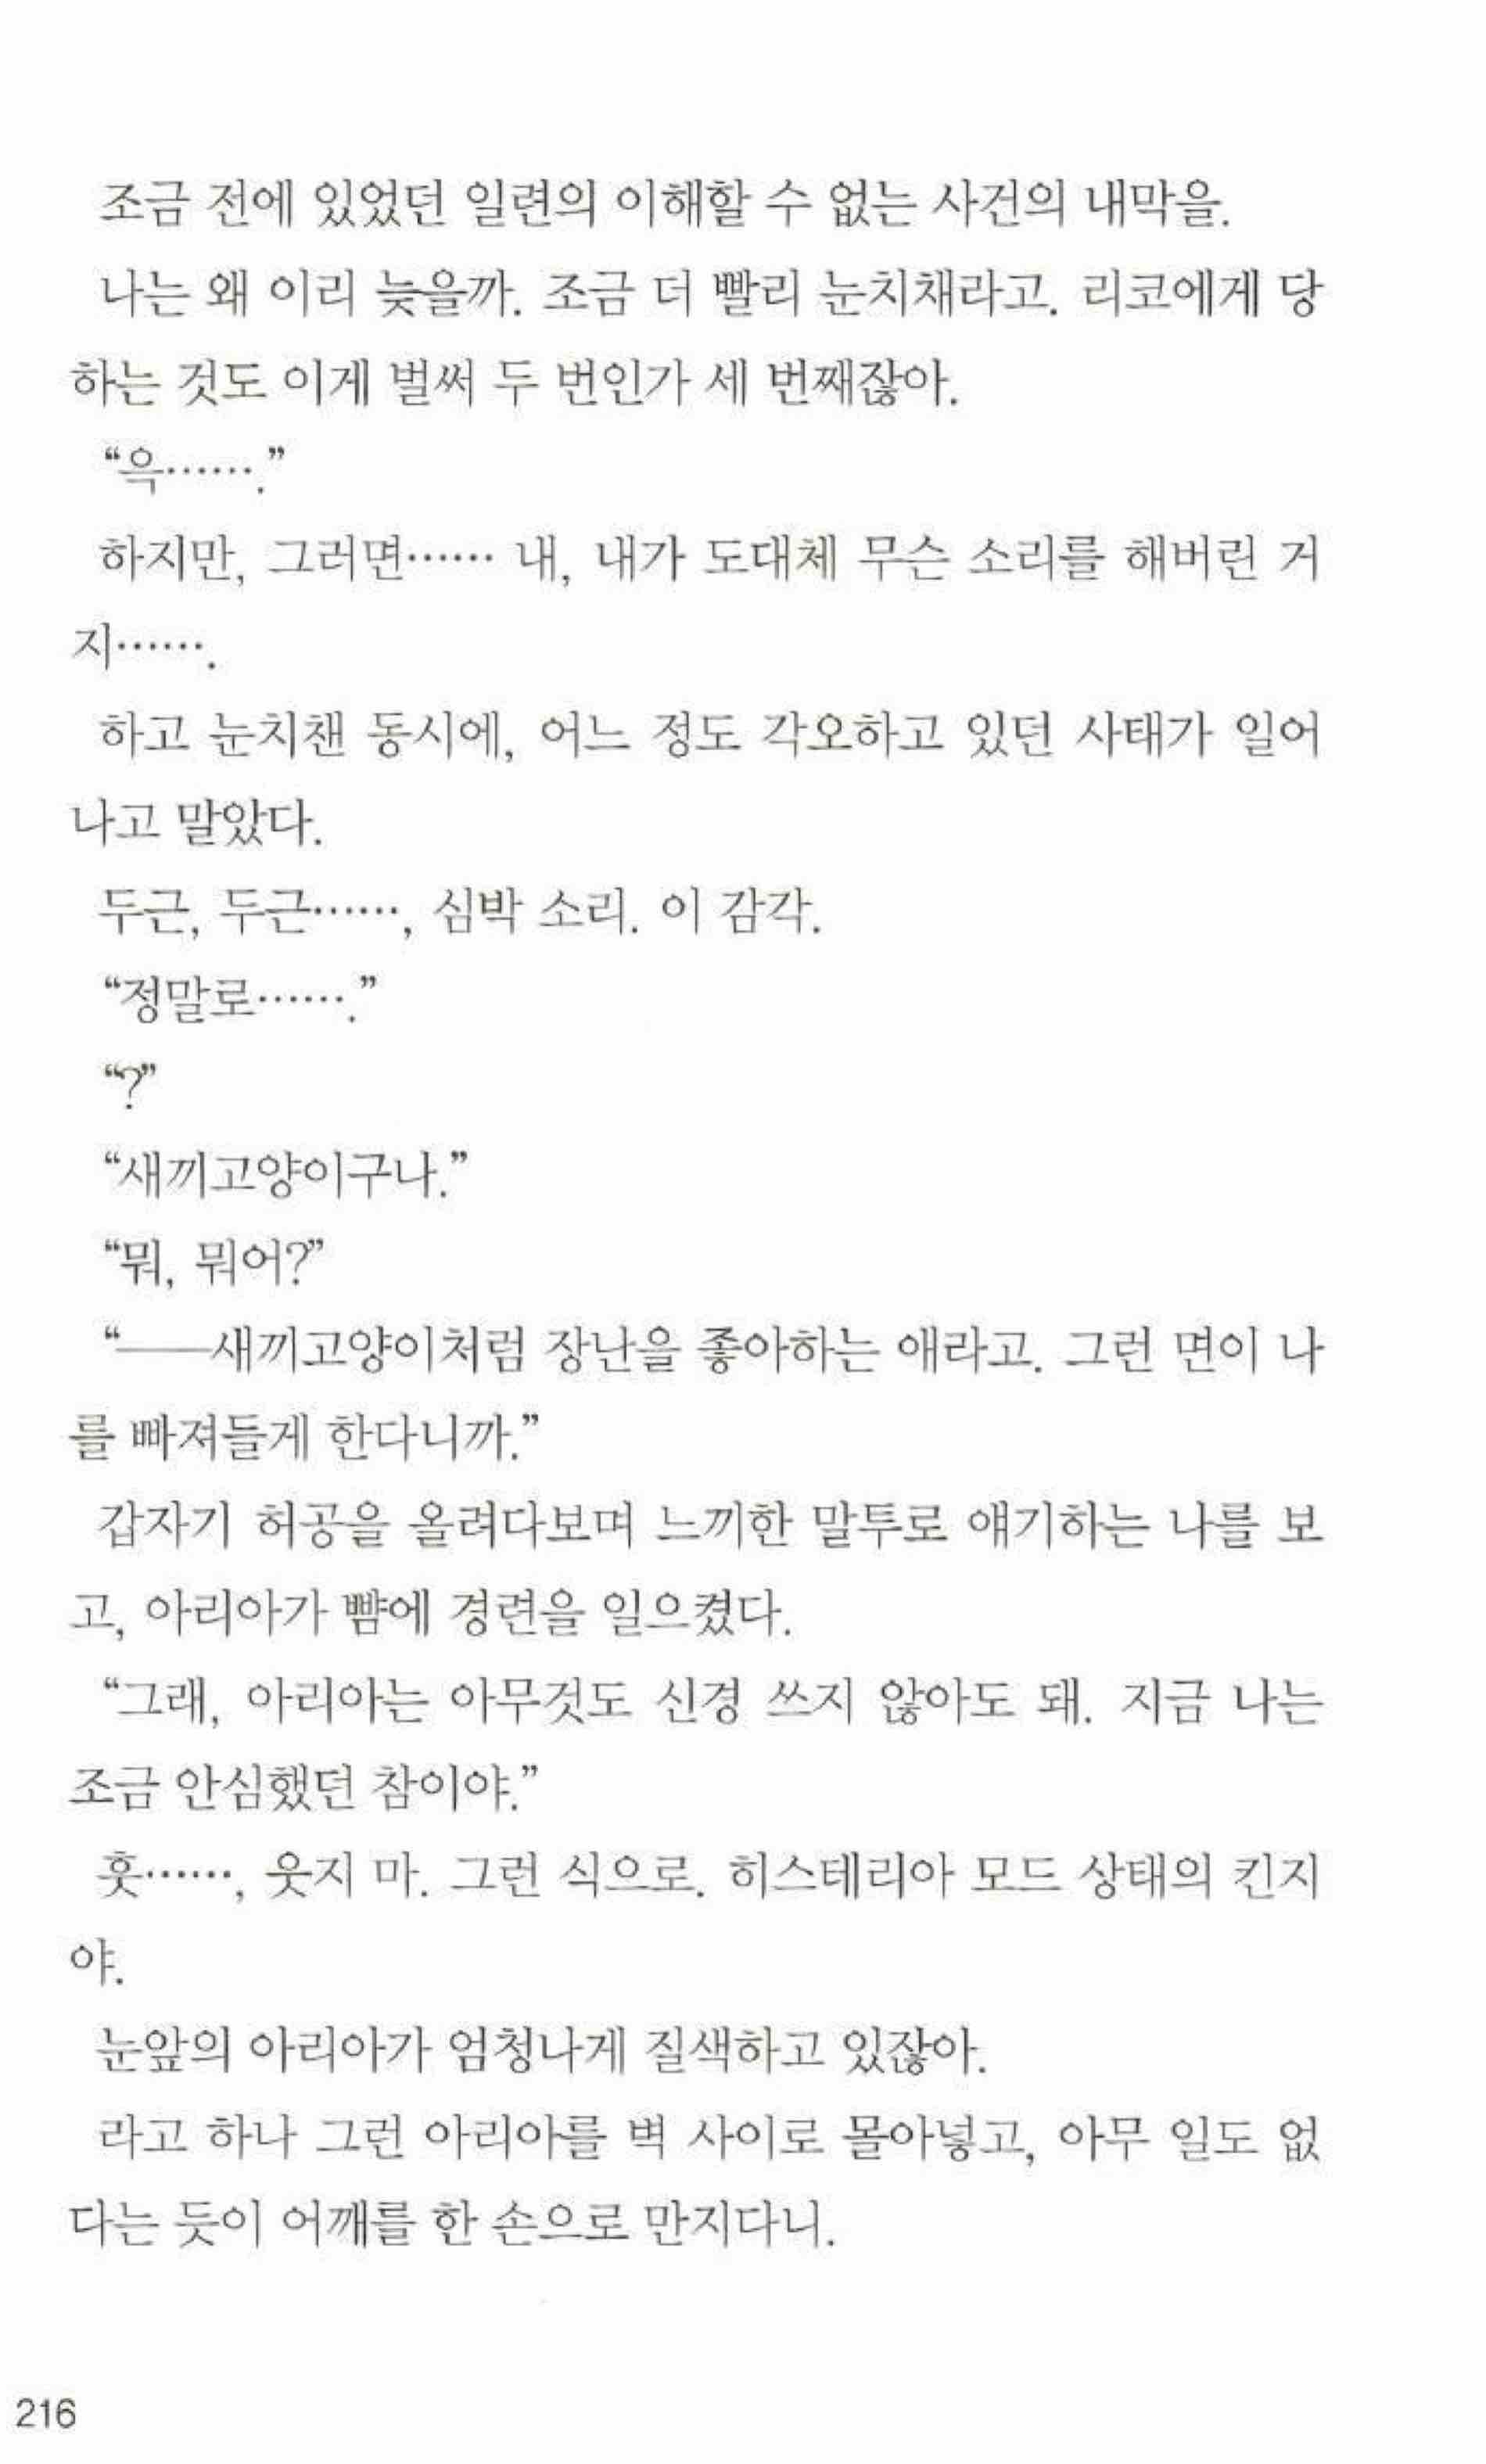 조금 전에 있었던 일련의 이해할 수 없는 사건의 내막을.
나는 왜 이리 늦을까. 조금 더 빨리 눈치채라고. 리코에게 당
하는 것도 이게 벌써 두 번인가 세 번째잖아.
“윽…….”
하지만, 그러면…… 내, 내가 도대체 무슨 소리를 해버린 거
지…….
하고 눈치챈 동시에, 어느 정도 각오하고 있던 사태가 일어
나고 말았다.
두근, 두근……, 심박 소리. 이 감각.
“정말로…….”
“?”
“새끼고양이구나.”
“뭐, 뭐어?”
“──새끼고양이처럼 장난을 좋아하는 애라고. 그런 면이 나
를 빠져들게 한다니까.”
갑자기 허공을 올려다보며 느끼한 말투로 얘기하는 나를 보
고, 아리아가 뺨에 경련을 일으켰다.
“그래, 아리아는 아무것도 신경 쓰지 않아도 돼. 지금 나는
조금 안심했던 참이야.”
훗……, 웃지 마. 그런 식으로. 히스테리아 모드 상태의 킨지
야.
눈앞의 아리아가 엄청나게 질색하고 있잖아.
라고 하나 그런 아리아를 벽 사이로 몰아넣고, 아무 일도 없
다는 듯이 어깨를 한 손으로 만지다니.
216